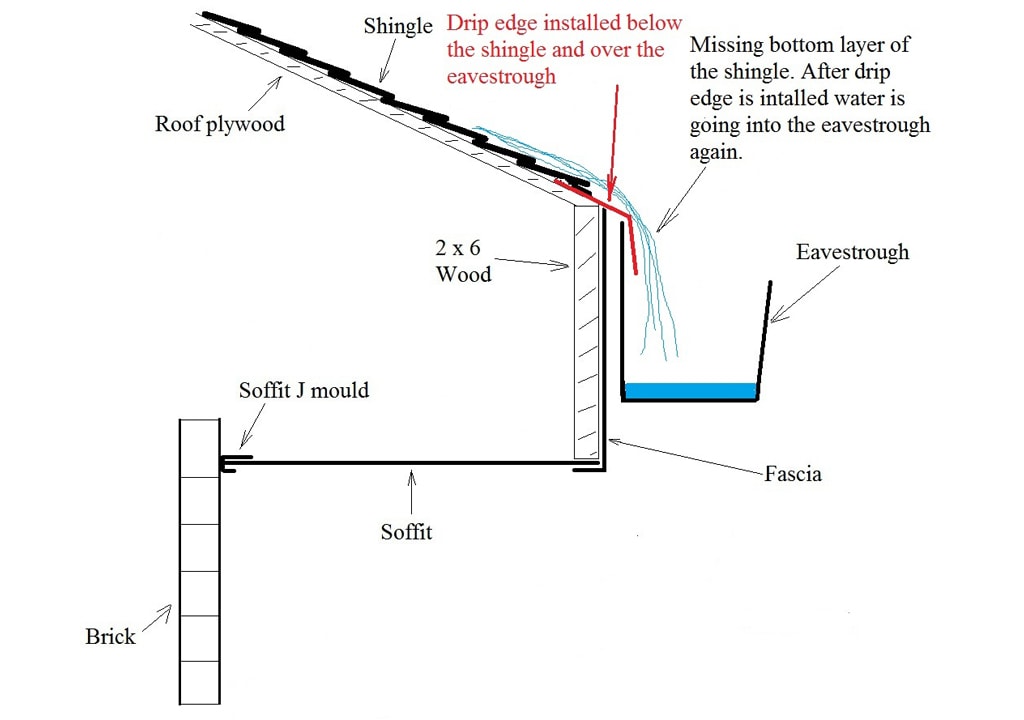 Shingle
Drip edge installed below
the shingle and over the
eavestrough
Missing bottom layer of
the shingle. After drip
edge is intalled water is
going into the eavestrough
again.
Roof plywood
2 x 6
Wood
Eavestrough
Soffit J mould
Fascia
Soffit
Brick